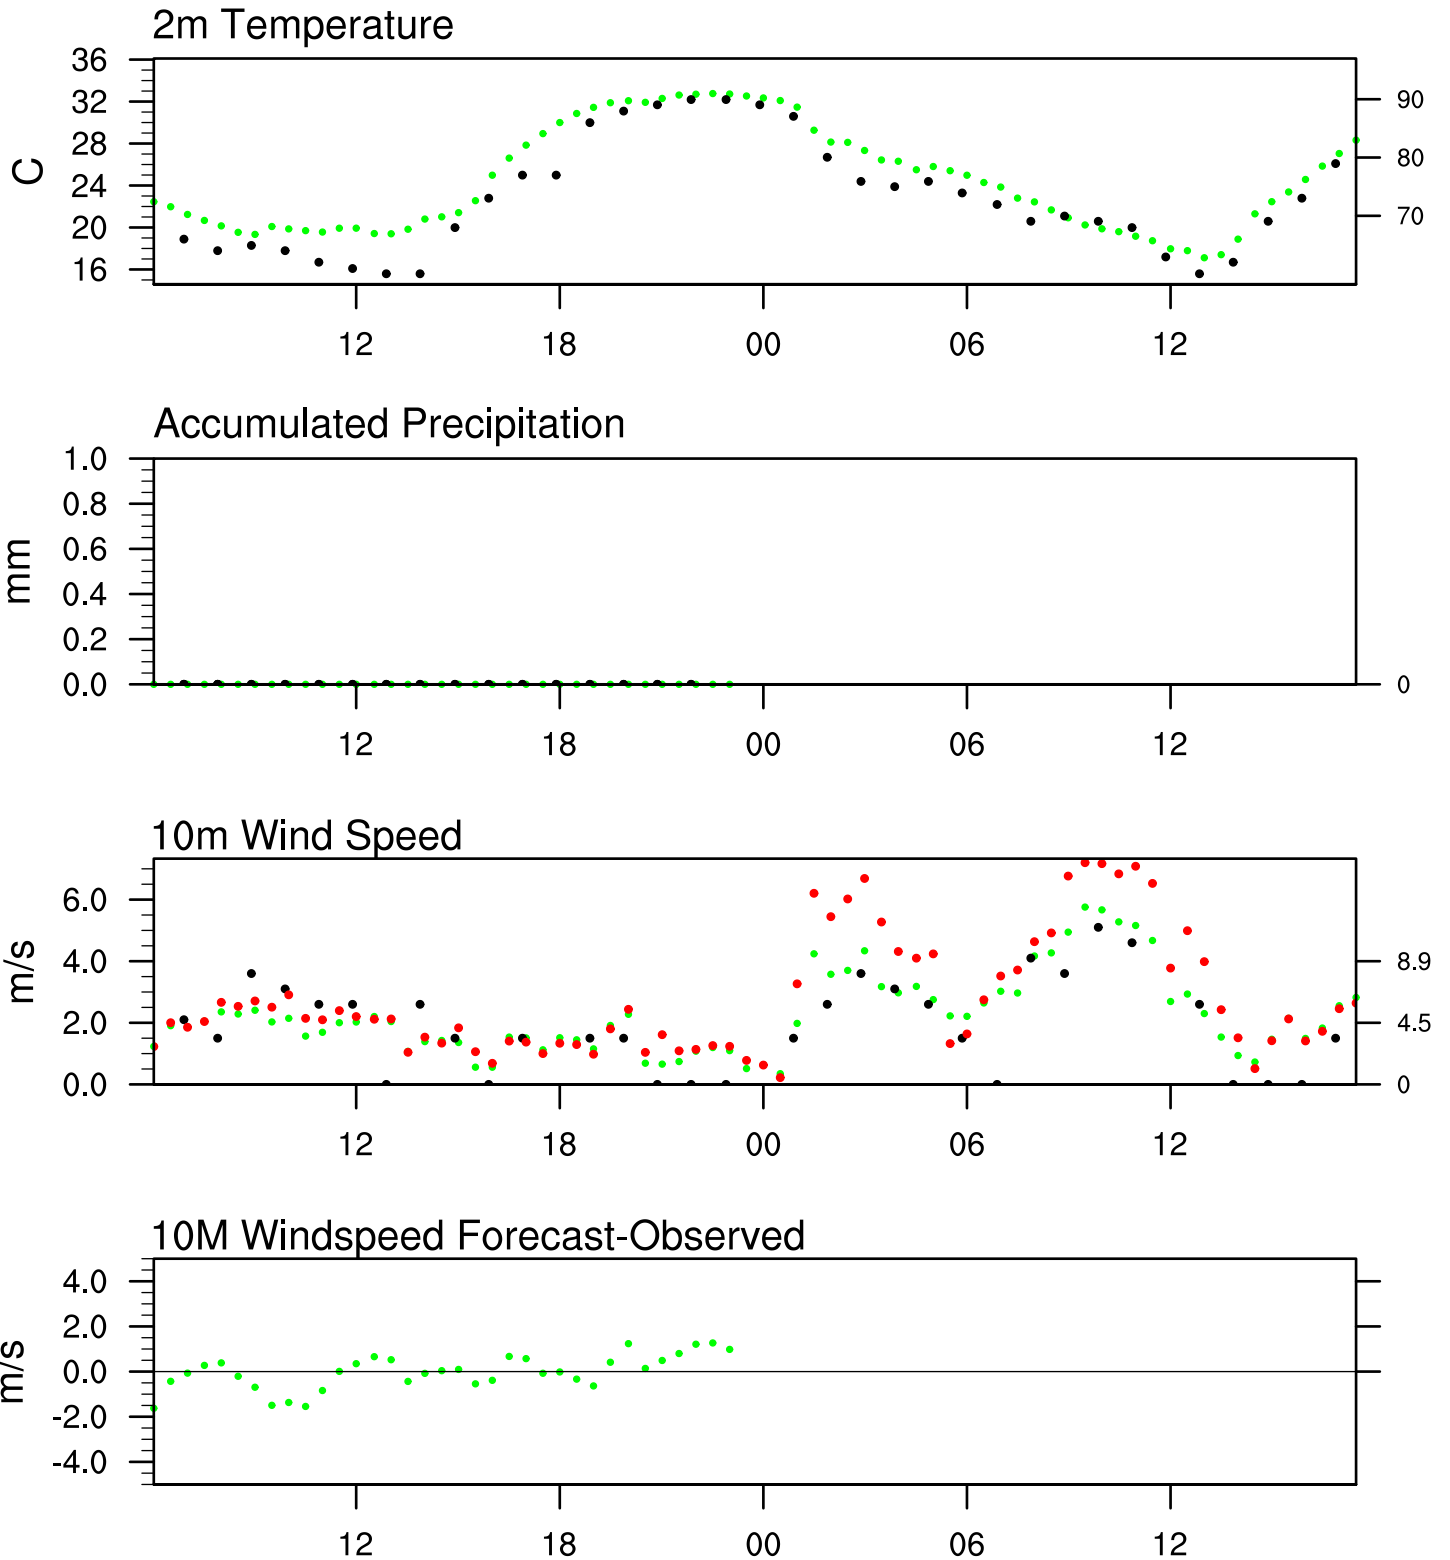 2m Temperature
36
32
28
24
20
16
C
90
80
70
12 18 00 06 12
Accumulated Precipitation
1.0
0.8
0.6
0.4
0.2
0.0
mm
0
12 18 00 06 12
10m Wind Speed
6.0
4.0
2.0
0.0
m/s
8.9
4.5
0
12 18 00 06 12
10M Windspeed Forecast-Observed
4.0
2.0
0.0
-2.0
-4.0
m/s
12 18 00 06 12